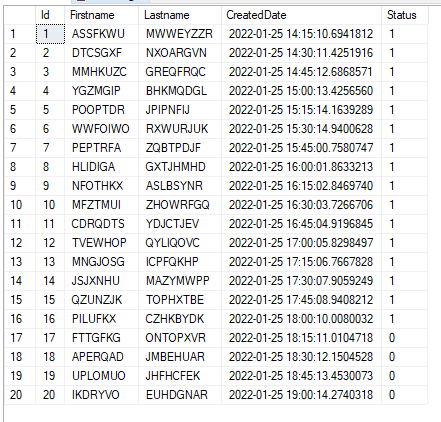 Id Firstname Lastname CreatedDate Status
1 1 ASSFKWU MWWEYZZR 2022-01-25 14:15:10.6941812 1
2 2 DTCSGXF NXOARGVN 2022-01-25 14:30:11.4251916 1
3 3 MMHKUZC GREQFRQC 2022-01-25 14:45:12.6868571 1
4 4 YGZMGIP BHKMQDGL 2022-01-25 15:00:13.4256560 1
5 5 POOPTDR JPIPNFIJ 2022-01-25 15:15:14.1639289 1
6 6 WWFOIWO RXWURJUK 2022-01-25 15:30:14.9400628 1
7 7 PEPTRFA ZQBTPDJF 2022-01-25 15:45:00.7580747 1
8 8 HLIDIGA GXTJHMHD 2022-01-25 16:00:01.8633213 1
9 9 NFOTHKX ASLBSYNR 2022-01-25 16:15:02.8469740 1
10 10 MFZTMUI ZHOWRFGQ 2022-01-25 16:30:03.7266706 1
11 11 CDRQDTS YDJCTJEV 2022-01-25 16:45:04.9196845 1
12 12 TVEWHOP QYLIQOVC 2022-01-25 17:00:05.8298497 1
13 13 MNGJOSG ICPFQKHP 2022-01-25 17:15:06.7667828 1
14 14 JSJXNHU MAZYMWPP 2022-01-25 17:30:07.9059249 1
15 15 QZUNZJK TOPHXTBE 2022-01-25 17:45:08.9408212 1
16 16 PILUFKX CZHKBYDK 2022-01-25 18:00:10.0080032 1
17 17 FTTGFKG ONTOPXVR 2022-01-25 18:15:11.0104718 0
18 18 APERQAD JMBEHUAR 2022-01-25 18:30:12.1504528 0
19 19 UPLOMUO JHFHCFEK 2022-01-25 18:45:13.4530073 0
20 20 IKDRYVO EUHDGNAR 2022-01-25 19:00:14.2740318 0